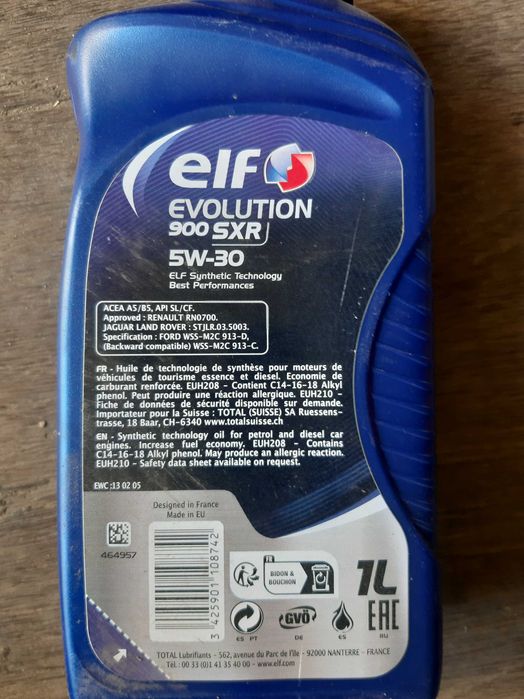 elf
EVOLUTION
900 SXR
5W-30
ELF Synthetic Technology
Best Performances
ACEA A5/B5, API SL/CF.
Approved : RENAULT RN0700.
JAGUAR LAND ROVER : STJLR.03.5003.
Specification : FORD WSS-M2C 913-D,
(Backward compatible) WSS-M2C 913-C.
FR - Huile de technologie de synthèse pour moteurs de
véhicules de tourisme essence et diesel. Economie de
carburant renforcée. EUH208 - Contient C14-16-18 Alkyl
phenol. Peut produire une réaction allergique. EUH210 -
Fiche de données de sécurité disponible sur demande.
Importateur pour la Suisse : TOTAL (SUISSE) SA Ruessens-
trasse, 18 Baar, CH-6340 www.totalsuisse.ch
EN - Synthetic technology oil for petrol and diesel car
engines. Increase fuel economy. EUH208 - Contains
C14-16-18 Alkyl phenol. May produce an allergic reaction.
EUH210 - Safety data sheet available on request.
EWC :13 02 05
Designed in France
Made in EU
464957
3 425901 108742
FR
BIDON &
BOUCHON
1L
GVÖ
EAC
ES PT
DE
ES
RU
TOTAL Lubrifiants - 562, avenue du Parc de l'Île - 92000 NANTERRE - FRANCE
Tél.: 00 33 (0)1 41 35 40 00 - www.elf.com